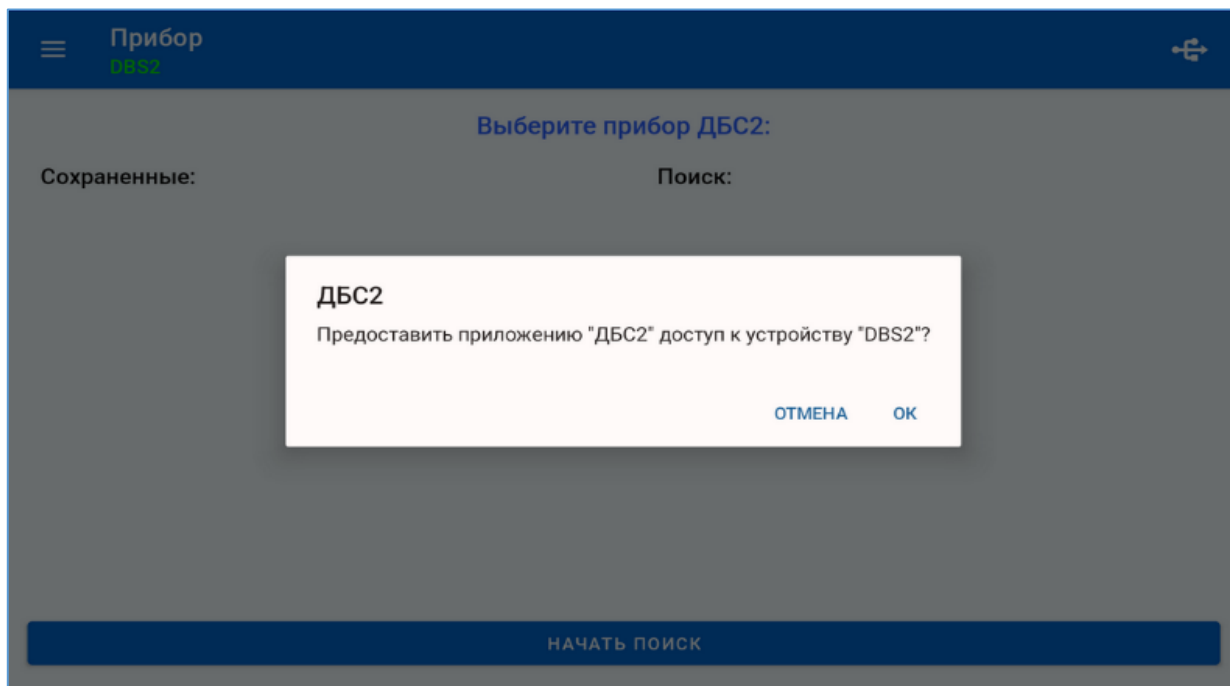 Прибор
DBS2
Выберите прибор ДБС2:
Сохраненные:
Поиск:
ДБС2
Предоставить приложению "ДБС2" доступ к устройству "DBS2"?
ОТМЕНА ОК
НАЧАТЬ ПОИСК